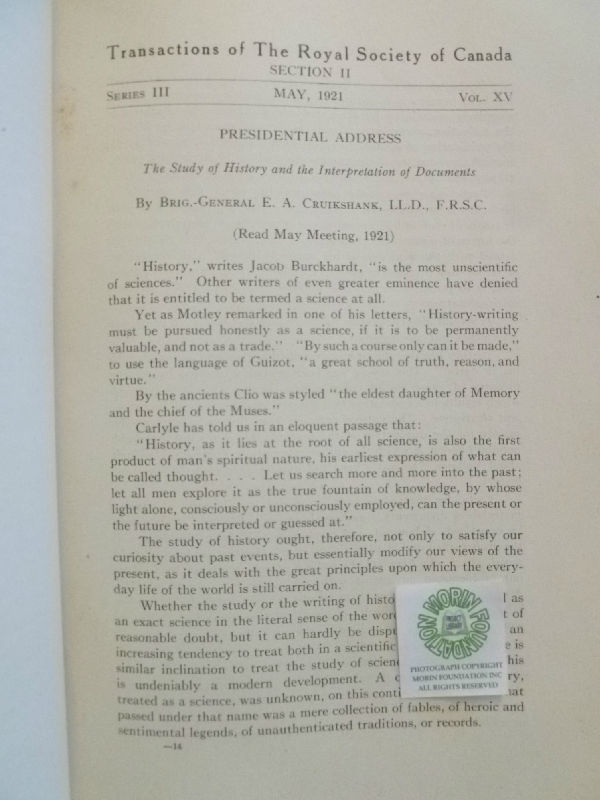 Transactions of The Royal Society of Canada
SECTION II
SERIES III MAY, 1921 VOL. XV
PRESIDENTIAL ADDRESS
The Study of History and the Interpretation of Documents
By BRIG.-GENERAL E. A. CRUIKSHANK, LL.D., F.R.S.C.
(Read May Meeting, 1921)
"History," writes Jacob Burckhardt, "is the most unscientific
of sciences." Other writers of even greater eminence have denied
that it is entitled to be termed a science at all.
Yet as Motley remarked in one of his letters, "History-writing
must be pursued honestly as a science, if it is to be permanently
valuable, and not as a trade." "By such a course only can it be made,"
to use the language of Guizot, "a great school of truth, reason, and
virtue."
By the ancients Clio was styled "the eldest daughter of Memory
and the chief of the Muses."
Carlyle has told us in an eloquent passage that:
"History, as it lies at the root of all science, is also the first
product of man's spiritual nature, his earliest expression of what can
be called thought. . . . Let us search more and more into the past;
let all men explore it as the true fountain of knowledge, by whose
light alone, consciously or unconsciously employed, can the present or
the future be interpreted or guessed at."
The study of history ought, therefore, not only to satisfy our
curiosity about past events, but essentially modify our views of the
present, as it deals with the great principles upon which the every-
day life of the world is still carried on.
Whether the study or the writing of histo as
an exact science in the literal sense of the wor of
reasonable doubt, but it can hardly be disp an
increasing tendency to treat both in a scientific is
similar inclination to treat the study of scien his
is undeniably a modern development. A ry,
treated as a science, was unknown, on this conti hat
passed under that name was a mere collection of fables, of heroic and
sentimental legends, of unauthenticated traditions, or records.
—14
MORIN FOUNDATION
PROJECT
LIBRARY
PHOTOGRAPH COPYRIGHT
MORIN FOUNDATION INC
ALL RIGHTS RESERVED